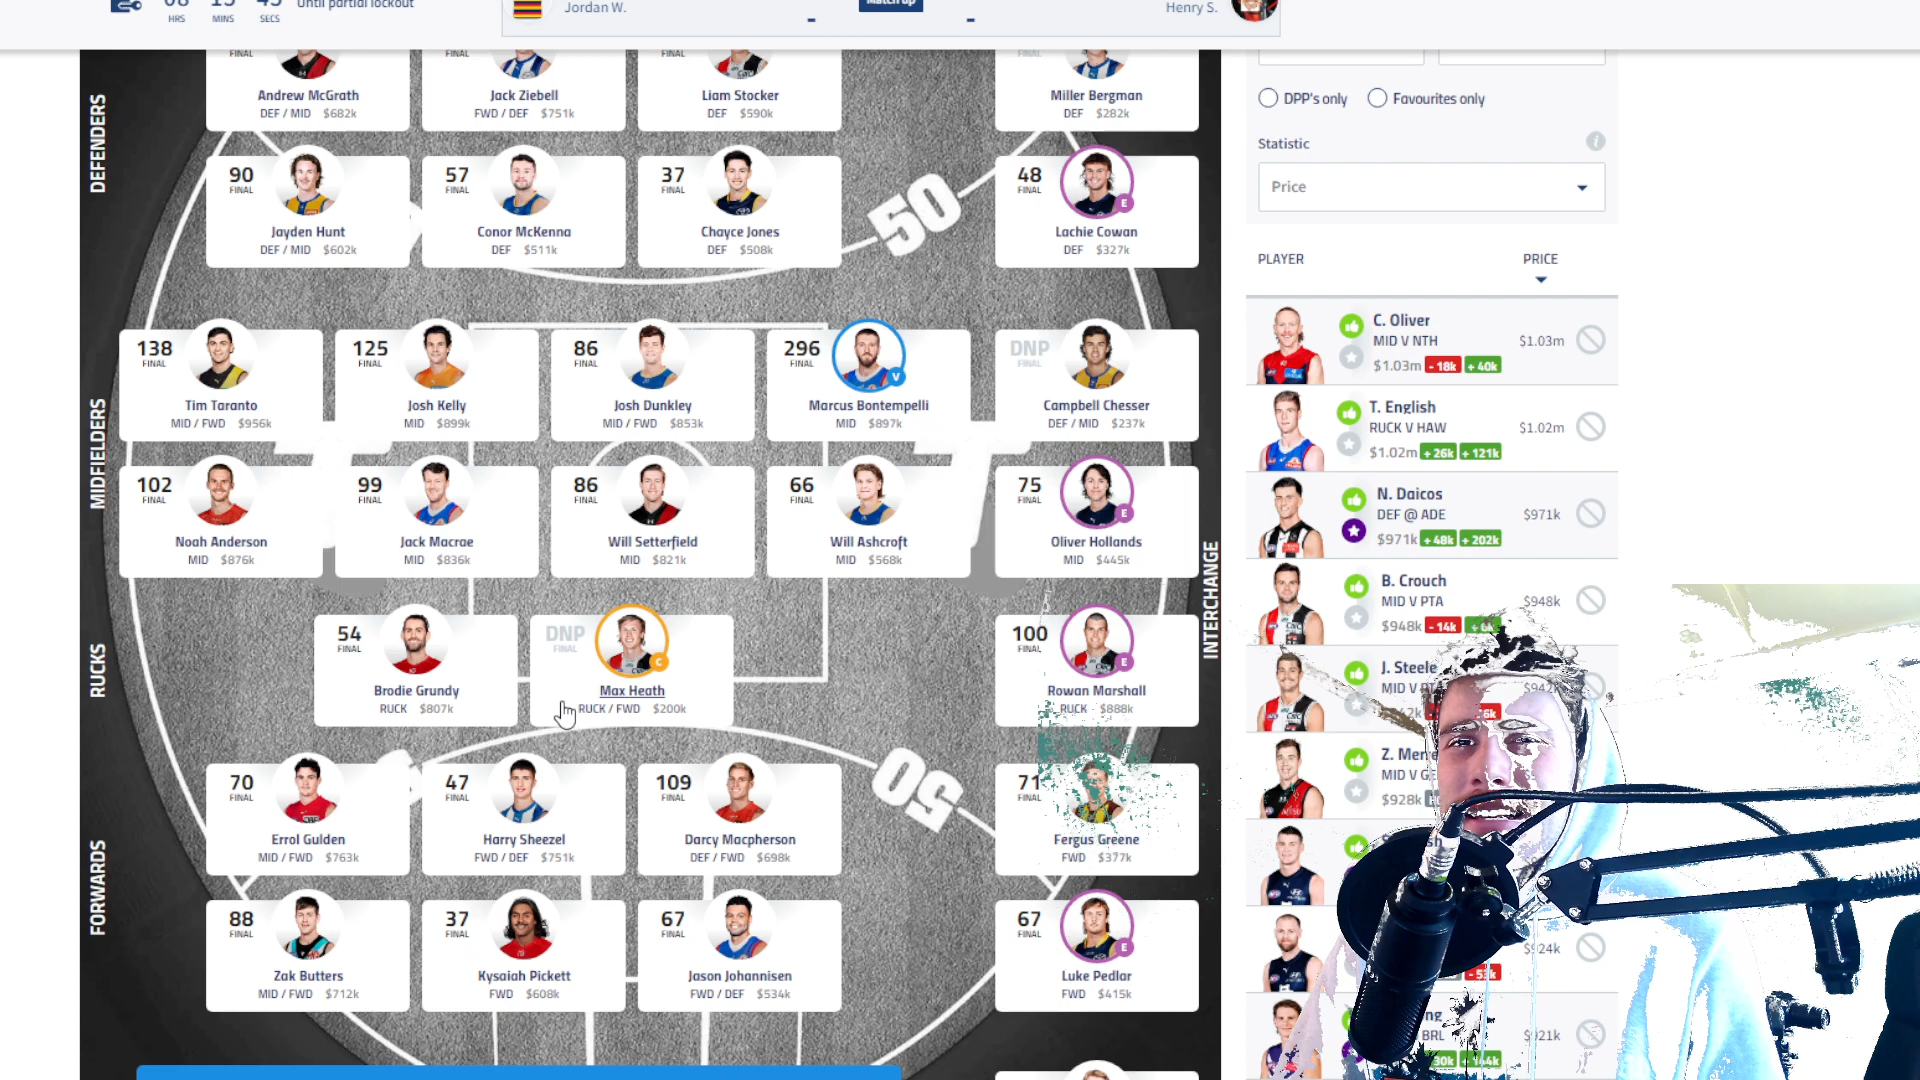 HRS MINS SECS
Until partial lockout
Jordan W.
Match up
Henry S.
DEFENDERS
FINAL
Andrew McGrath
DEF / MID $682k
FINAL
Jack Ziebell
FWD / DEF $751k
FINAL
Liam Stocker
DEF $590k
FINAL
Miller Bergman
DEF $282k
90
FINAL
Jayden Hunt
DEF / MID $602k
57
FINAL
Conor McKenna
DEF $511k
37
FINAL
Chayce Jones
DEF $508k
48
FINAL
E
Lachie Cowan
DEF $327k
50
MIDFIELDERS
138
FINAL
Tim Taranto
MID / FWD $956k
125
FINAL
Josh Kelly
MID $899k
86
FINAL
Josh Dunkley
MID / FWD $853k
296
FINAL
V
Marcus Bontempelli
MID $897k
DNP
FINAL
Campbell Chesser
DEF / MID $237k
102
FINAL
Noah Anderson
MID $876k
99
FINAL
Jack Macrae
MID $836k
86
FINAL
Will Setterfield
MID $821k
66
FINAL
Will Ashcroft
MID $568k
75
FINAL
E
Oliver Hollands
MID $445k
INTERCHANGE
RUCKS
54
FINAL
Brodie Grundy
RUCK $807k
DNP
FINAL
C
Max Heath
RUCK / FWD $200k
100
FINAL
E
Rowan Marshall
RUCK $888k
50
FORWARDS
70
FINAL
Errol Gulden
MID / FWD $763k
47
FINAL
Harry Sheezel
FWD / DEF $751k
109
FINAL
Darcy Macpherson
DEF / FWD $698k
71
FINAL
Fergus Greene
FWD $377k
88
FINAL
Zak Butters
MID / FWD $712k
37
FINAL
Kysaiah Pickett
FWD $608k
67
FINAL
Jason Johannisen
FWD / DEF $534k
67
FINAL
E
Luke Pedlar
FWD $415k
DPP's only
Favourites only
Statistic
i
Price
PLAYER PRICE
C. Oliver
MID V NTH $1.03m
$1.03m - 18k + 40k
T. English
RUCK V HAW $1.02m
$1.02m + 26k + 121k
N. Daicos
DEF @ ADE $971k
$971k + 48k + 202k
B. Crouch
MID V PTA $948k
$948k - 14k
J. Steele
MID V
Z.
MID V
$928k
BRL $921k